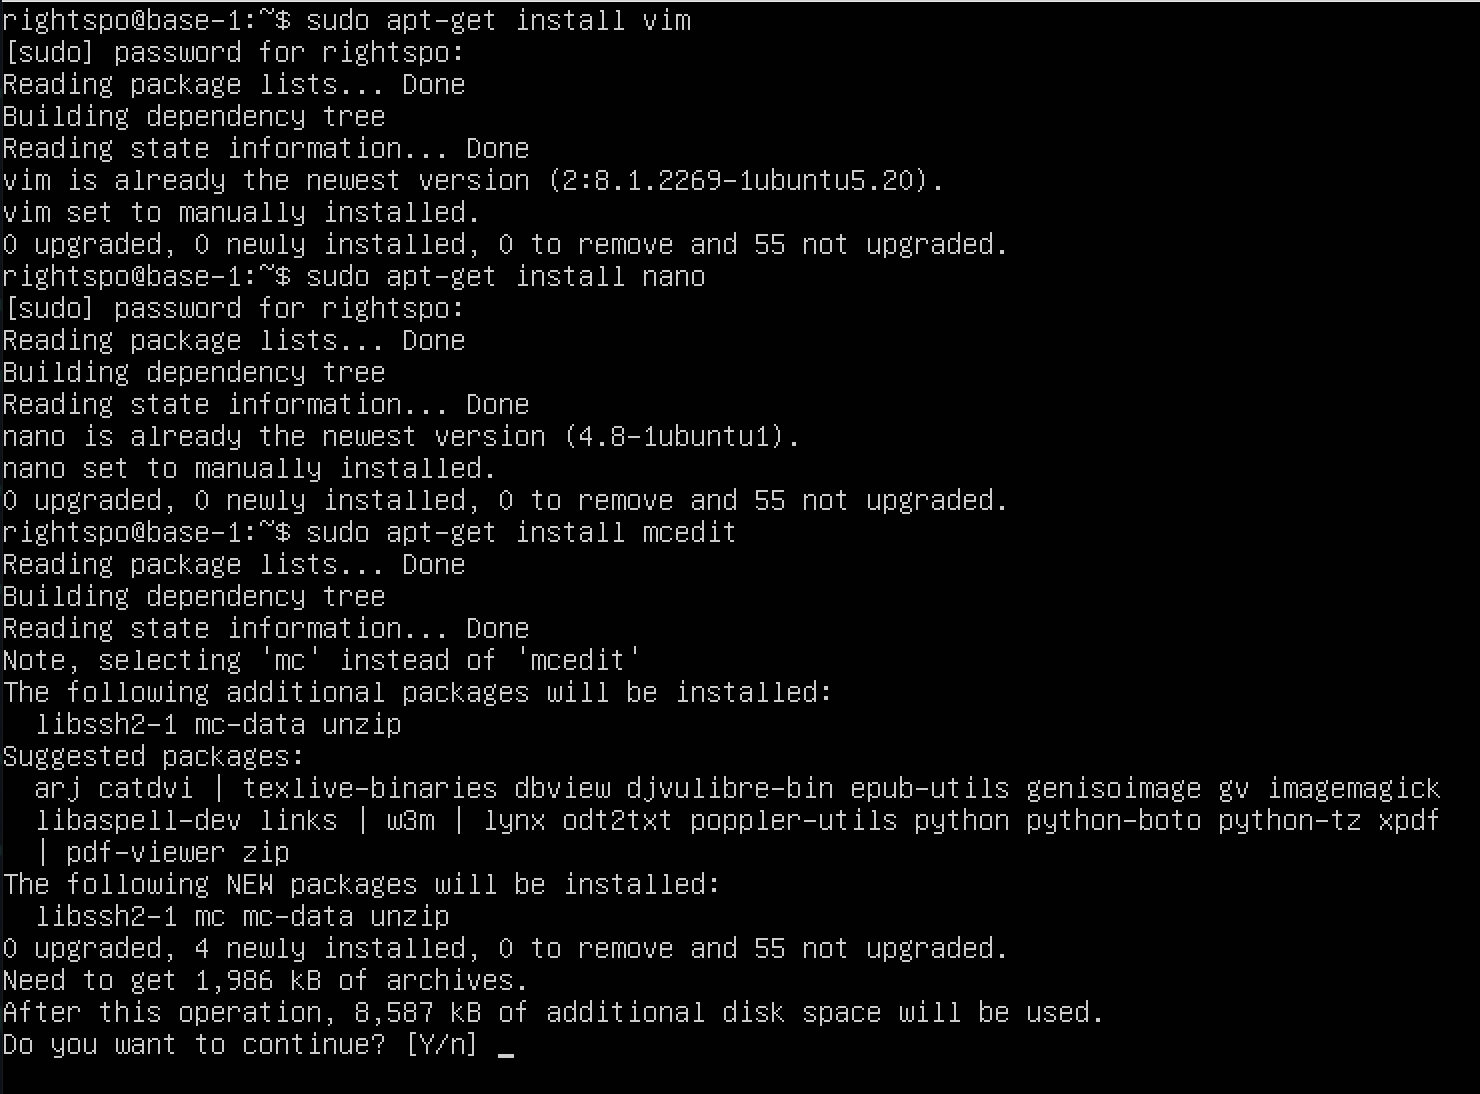 rightspo@base-1:~$ sudo apt-get install vim
[sudo] password for rightspo:
Reading package lists... Done
Building dependency tree
Reading state information... Done
vim is already the newest version (2:8.1.2269-1ubuntu5.20).
vim set to manually installed.
0 upgraded, 0 newly installed, 0 to remove and 55 not upgraded.
rightspo@base-1:~$ sudo apt-get install nano
[sudo] password for rightspo:
Reading package lists... Done
Building dependency tree
Reading state information... Done
nano is already the newest version (4.8-1ubuntu1).
nano set to manually installed.
0 upgraded, 0 newly installed, 0 to remove and 55 not upgraded.
rightspo@base-1:~$ sudo apt-get install mcedit
Reading package lists... Done
Building dependency tree
Reading state information... Done
Note, selecting 'mc' instead of 'mcedit'
The following additional packages will be installed:
  libssh2-1 mc-data unzip
Suggested packages:
  arj catdvi | texlive-binaries dbview djvulibre-bin epub-utils genisoimage gv imagemagick
  libaspell-dev links | w3m | lynx odt2txt poppler-utils python python-boto python-tz xpdf
  | pdf-viewer zip
The following NEW packages will be installed:
  libssh2-1 mc mc-data unzip
0 upgraded, 4 newly installed, 0 to remove and 55 not upgraded.
Need to get 1,986 kB of archives.
After this operation, 8,587 kB of additional disk space will be used.
Do you want to continue? [Y/n] _